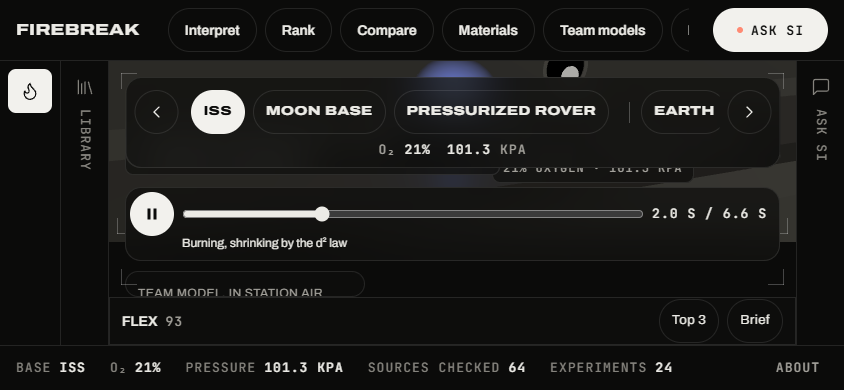 FIREBREAK
Interpret
Rank
Compare
Materials
Team models
ASK SI
LIBRARY
ISS
MOON BASE
PRESSURIZED ROVER
EARTH
O₂ 21% 101.3 KPA
21% OXYGEN · 101.3 KPA
2.0 S / 6.6 S
Burning, shrinking by the d² law
TEAM MODEL, IN STATION AIR
FLEX 93
Top 3
Brief
ASK SI
BASE ISS O₂ 21% PRESSURE 101.3 KPA SOURCES CHECKED 64 EXPERIMENTS 24 ABOUT